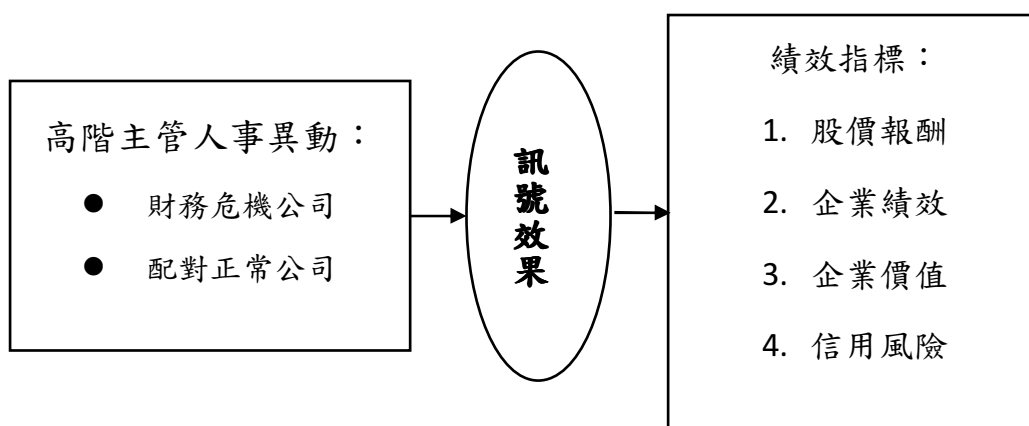 高階主管人事異動：
● 財務危機公司
● 配對正常公司
訊號效果
績效指標：
1. 股價報酬
2. 企業績效
3. 企業價值
4. 信用風險